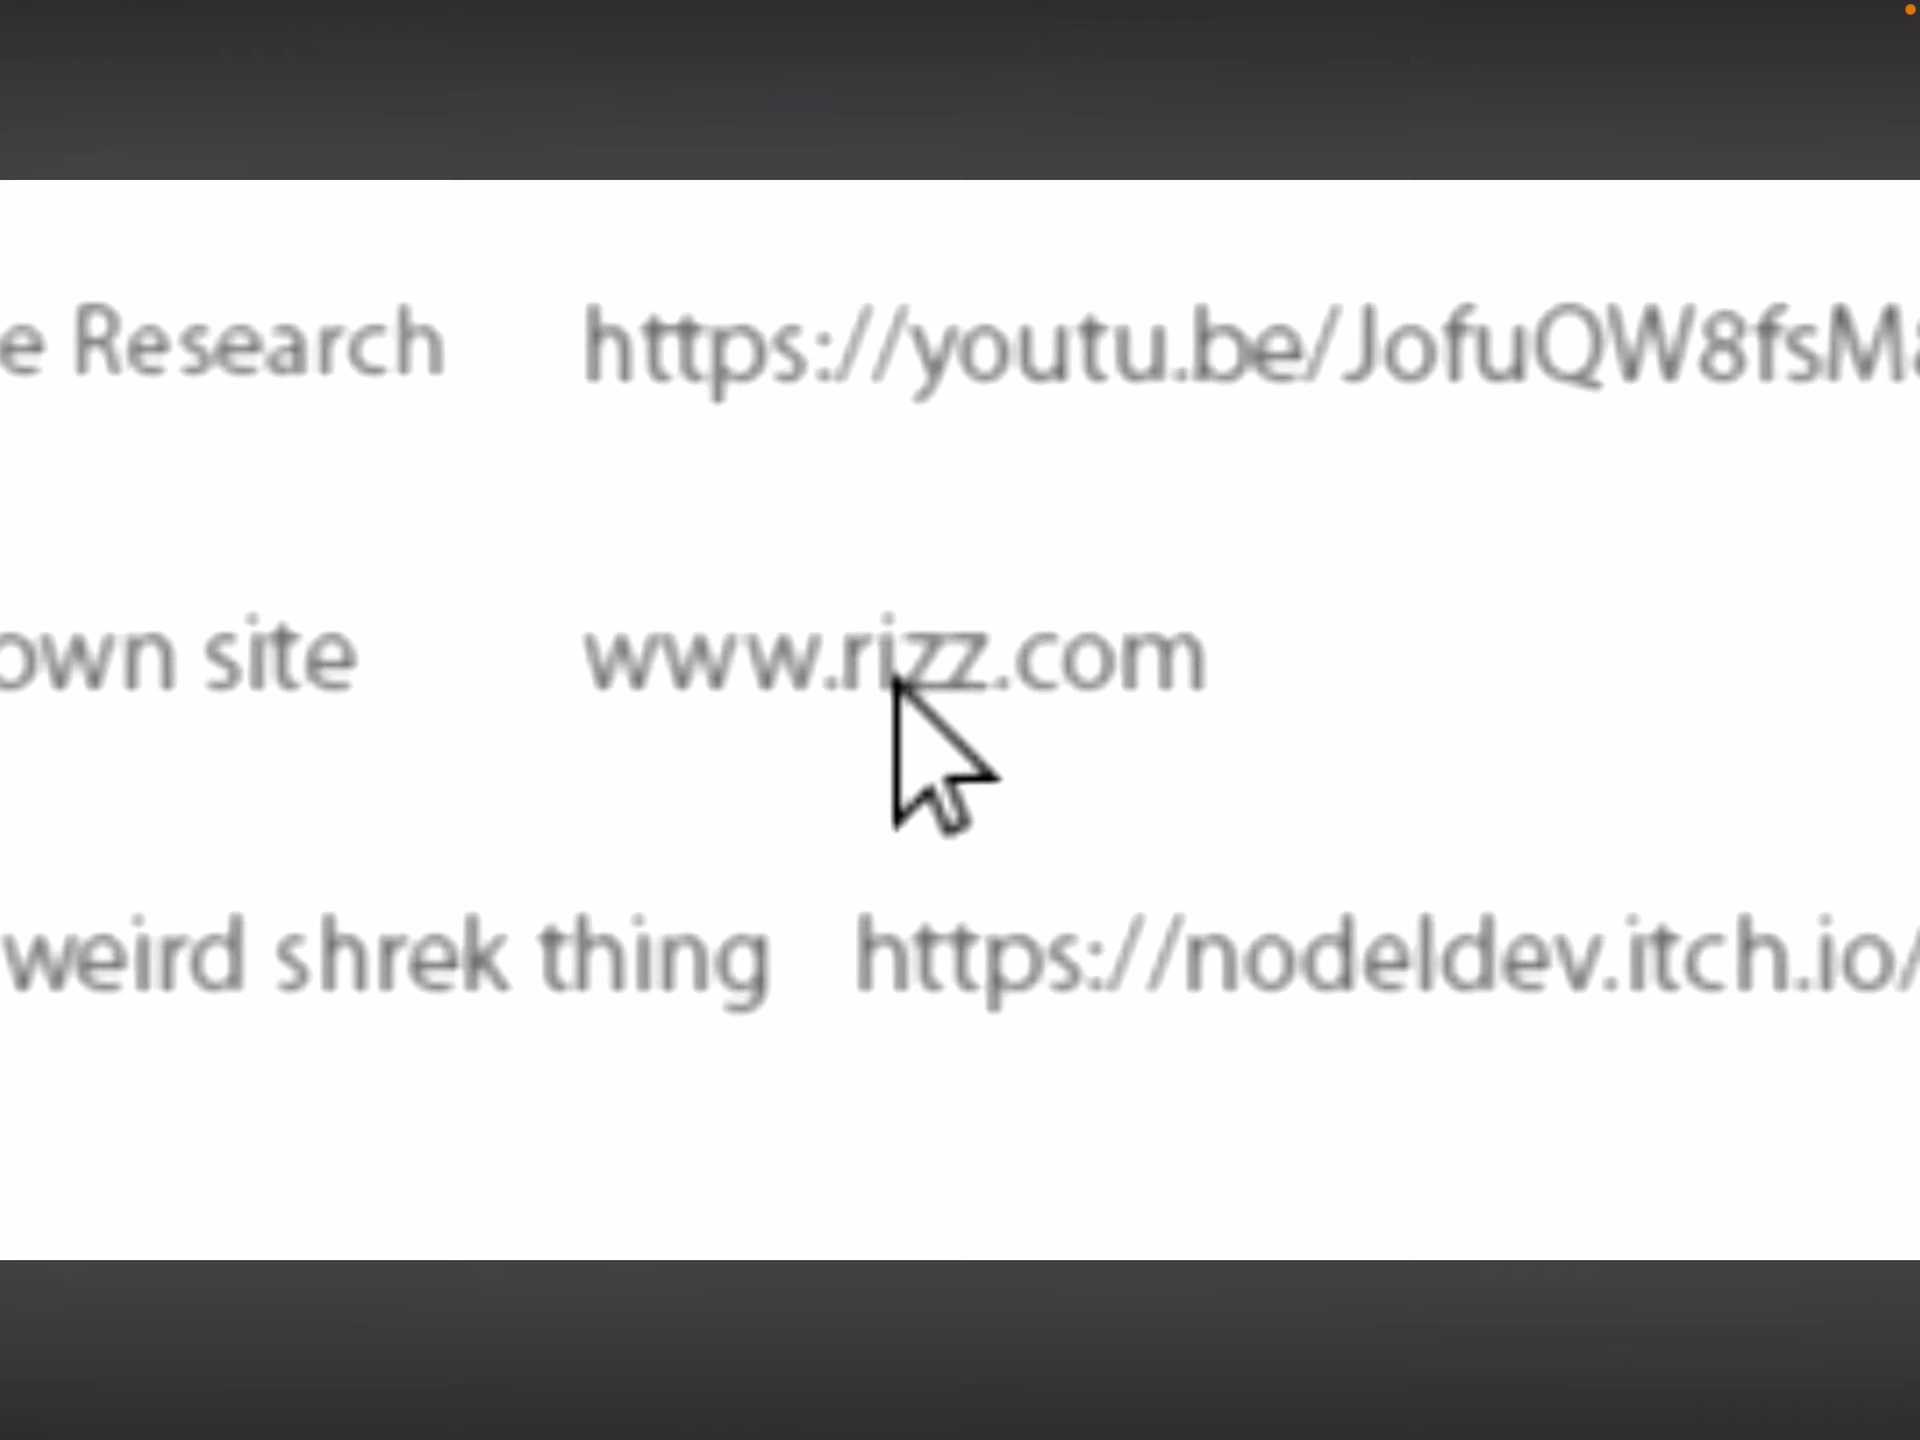 e Research https://youtu.be/JofuQW8fsM
own site www.rizz.com
weird shrek thing https://nodeldev.itch.io/